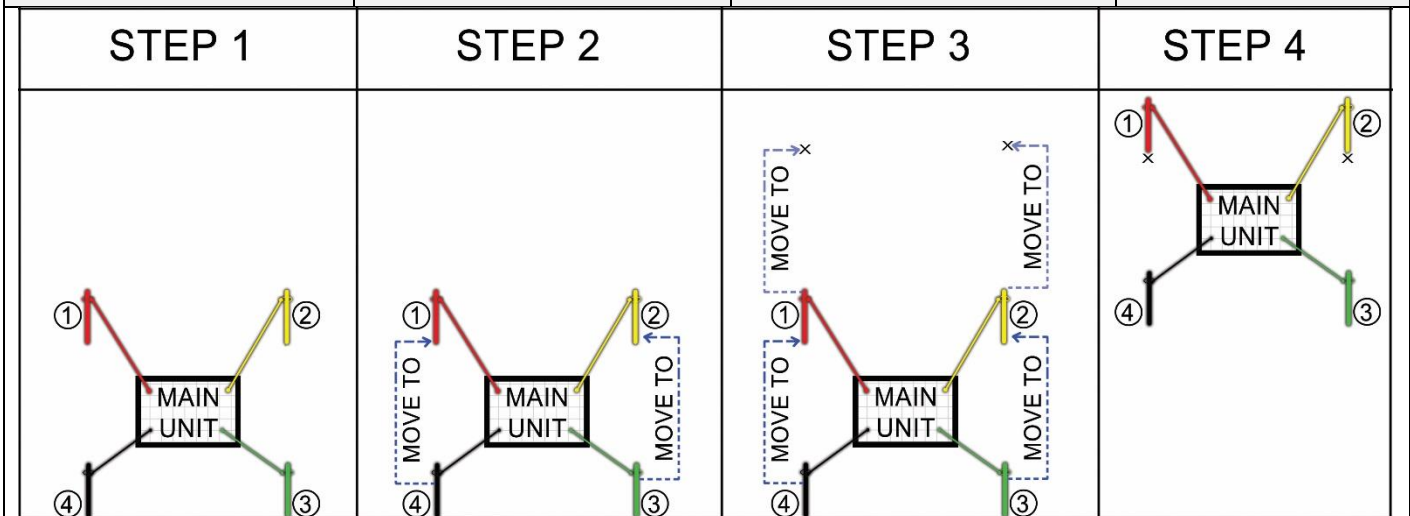 STEP 1
STEP 2
STEP 3
STEP 4
①
②
MAIN
UNIT
④
③
①
②
MOVE TO
MOVE TO
MAIN
UNIT
④
③
×
×
MOVE TO
MOVE TO
①
②
MOVE TO
MOVE TO
MAIN
UNIT
④
③
①
②
×
×
MAIN
UNIT
④
③